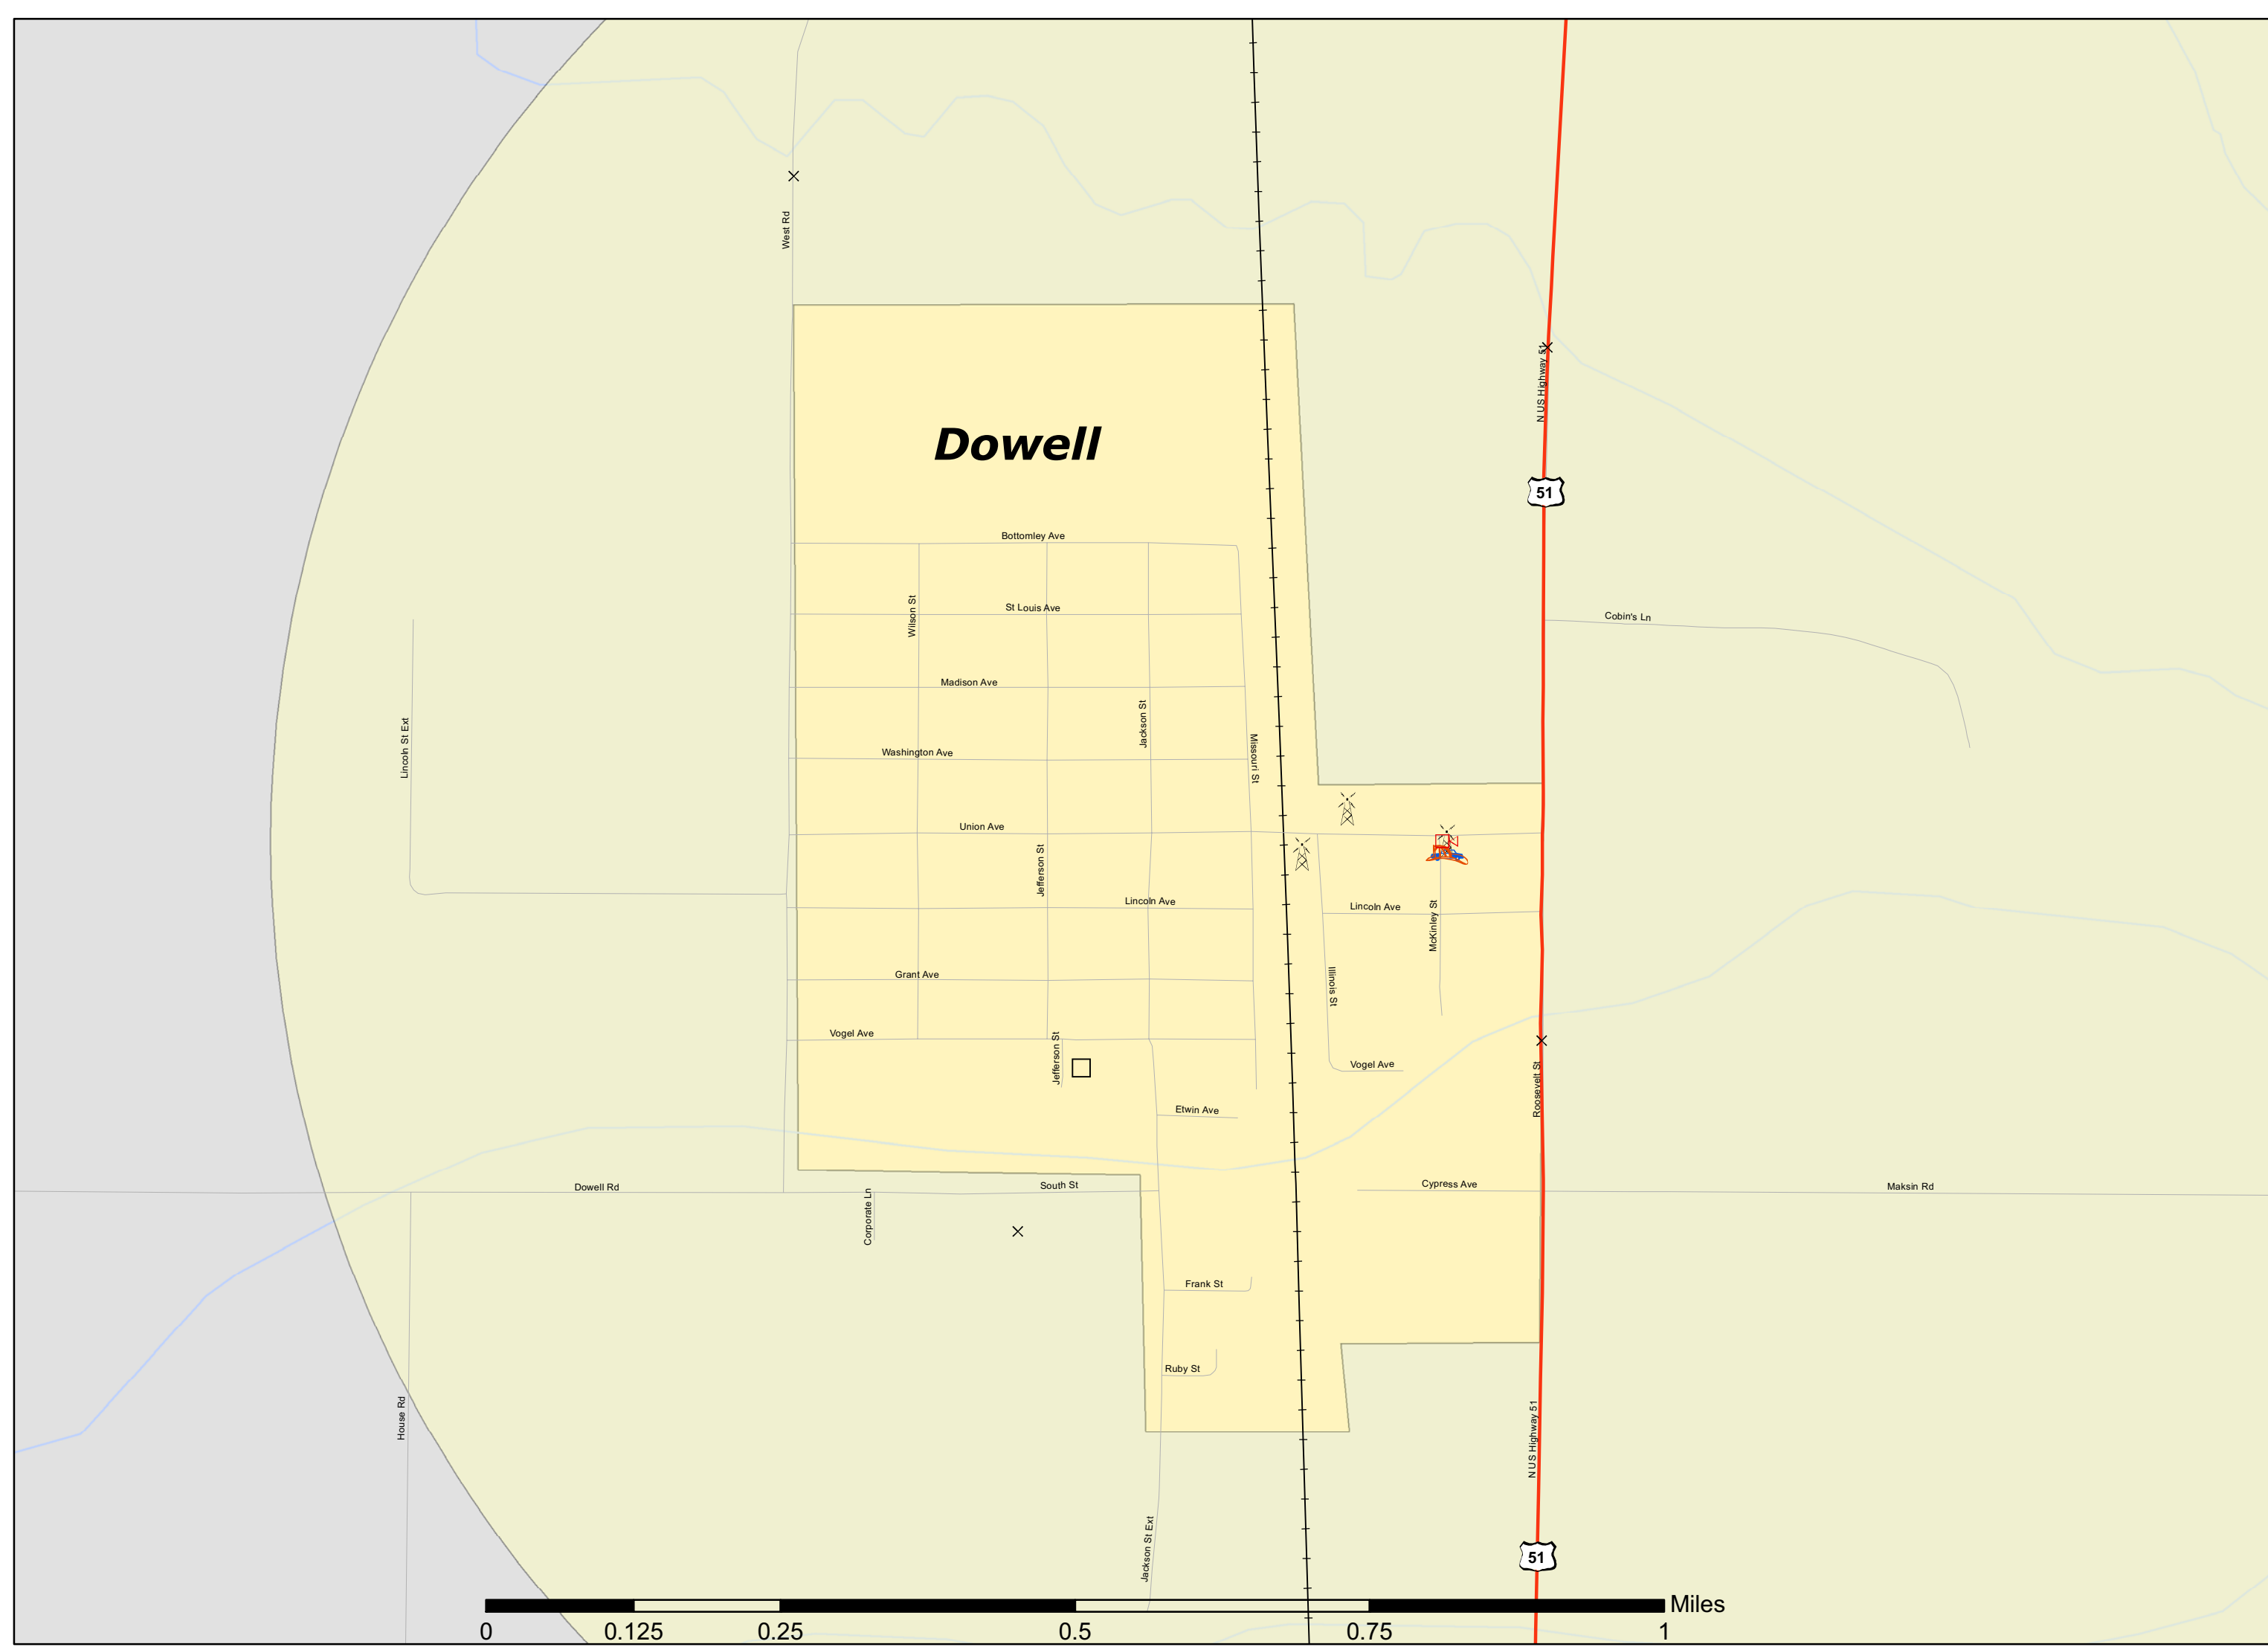 West Rd
N US Highway 51
Dowell
51
Bottomley Ave
Wilson St
St Louis Ave
Cobin's Ln
Madison Ave
Jackson St
Lincoln St Ext
Washington Ave
Missouri St
Union Ave
Jefferson St
Lincoln Ave
Lincoln Ave
McKinley St
Grant Ave
Illinois St
Vogel Ave
Jefferson St
Vogel Ave
Roosevelt St
Etwin Ave
Dowell Rd
South St
Cypress Ave
Maksin Rd
Corporate Ln
Frank St
Ruby St
House Rd
N US Highway 51
Jackson St Ext
51
Miles
0 0.125 0.25 0.5 0.75 1